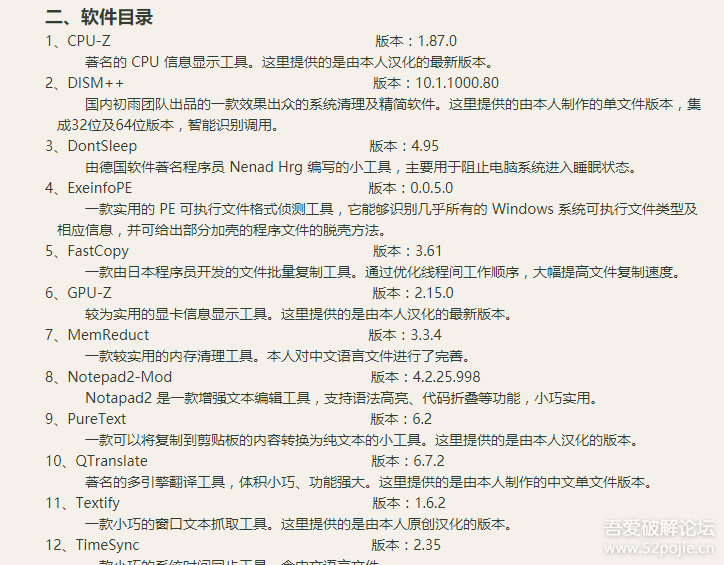 二、软件目录
1、CPU-Z 版本：1.87.0
著名的 CPU 信息显示工具。这里提供的是由本人汉化的最新版本。
2、DISM++ 版本：10.1.1000.80
国内初雨团队出品的一款效果出众的系统清理及精简软件。这里提供的由本人制作的单文件版本，集
成32位及64位版本，智能识别调用。
3、DontSleep 版本：4.95
由德国软件著名程序员 Nenad Hrg 编写的小工具，主要用于阻止电脑系统进入睡眠状态。
4、ExeinfoPE 版本：0.0.5.0
一款实用的 PE 可执行文件格式侦测工具，它能够识别几乎所有的 Windows 系统可执行文件类型及
相应信息，并可给出部分加壳的程序文件的脱壳方法。
5、FastCopy 版本：3.61
一款由日本程序员开发的文件批量复制工具。通过优化线程间工作顺序，大幅提高文件复制速度。
6、GPU-Z 版本：2.15.0
较为实用的显卡信息显示工具。这里提供的是由本人汉化的最新版本。
7、MemReduct 版本：3.3.4
一款较实用的内存清理工具。本人对中文语言文件进行了完善。
8、Notepad2-Mod 版本：4.2.25.998
Notapad2 是一款增强文本编辑工具，支持语法高亮、代码折叠等功能，小巧实用。
9、PureText 版本：6.2
一款可以将复制到剪贴板的内容转换为纯文本的小工具。这里提供的是由本人汉化的版本。
10、QTranslate 版本：6.7.2
著名的多引擎翻译工具，体积小巧、功能强大。这里提供的是由本人制作的中文单文件版本。
11、Textify 版本：1.6.2
一款小巧的窗口文本抓取工具。这里提供的是由本人原创汉化的版本。
12、TimeSync 版本：2.35
一款小巧的系统时间同步工具，含中文语言文件
吾爱破解论坛
www.52pojie.cn